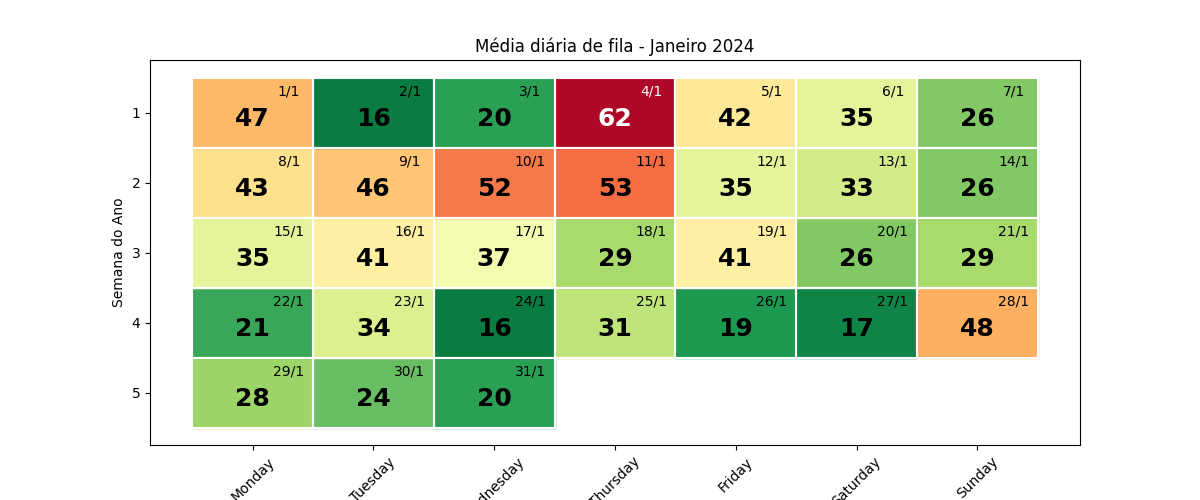 Média diária de fila - Janeiro 2024
1/1 2/1 3/1 4/1 5/1 6/1 7/1
1 47 16 20 62 42 35 26
8/1 9/1 10/1 11/1 12/1 13/1 14/1
2 43 46 52 53 35 33 26
Semana do Ano
15/1 16/1 17/1 18/1 19/1 20/1 21/1
3 35 41 37 29 41 26 29
22/1 23/1 24/1 25/1 26/1 27/1 28/1
4 21 34 16 31 19 17 48
29/1 30/1 31/1
5 28 24 20
Monday Tuesday dnesday Thursday Friday Saturday Sunday